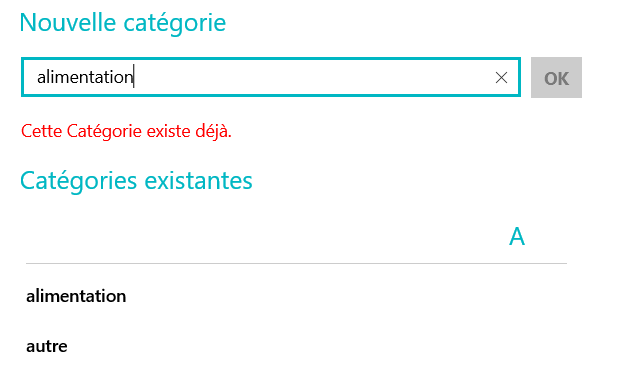 Nouvelle catégorie
alimentation
OK
Cette Catégorie existe déjà.
Catégories existantes
A
alimentation
autre